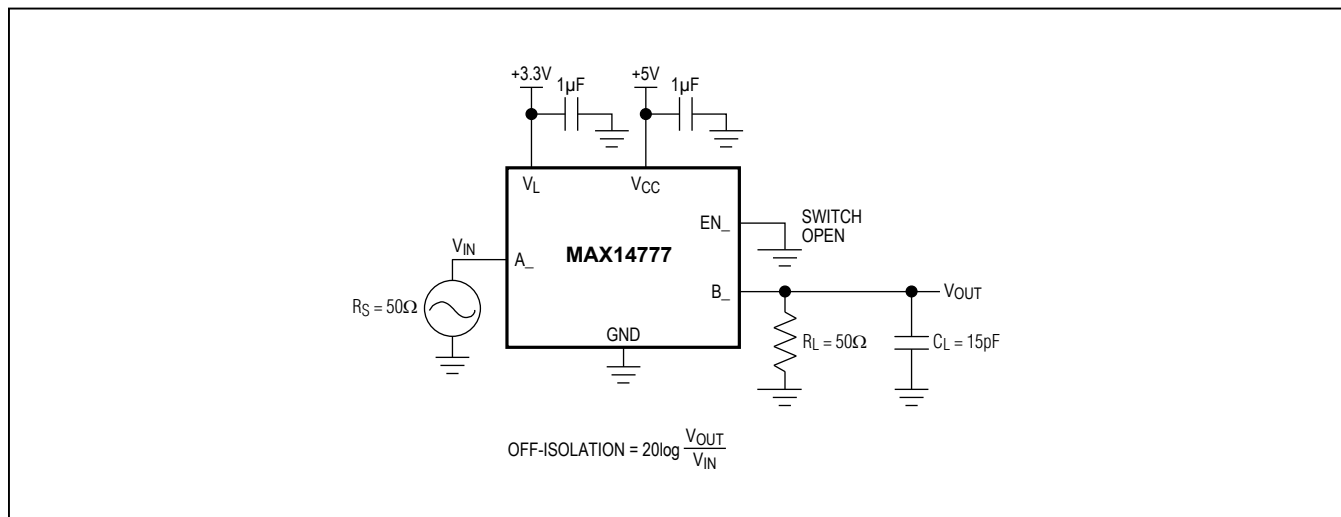 +3.3V
1µF
+5V
1µF
VL
VCC
EN_
SWITCH
OPEN
VIN
A_
MAX14777
B_
VOUT
RS = 50Ω
GND
RL = 50Ω
CL = 15pF
OFF-ISOLATION = 20log VOUT
VIN